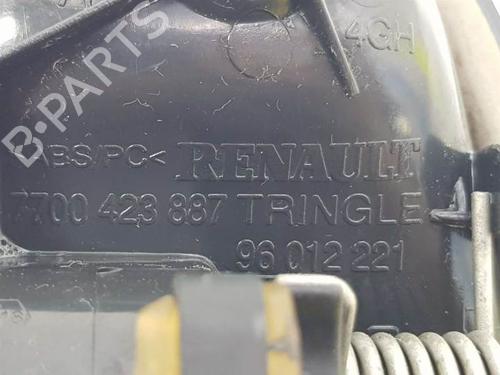 4GH
>ABS/PC< RENAULT
7700 423 887 TRINGLE
96 012 221
B-Parts